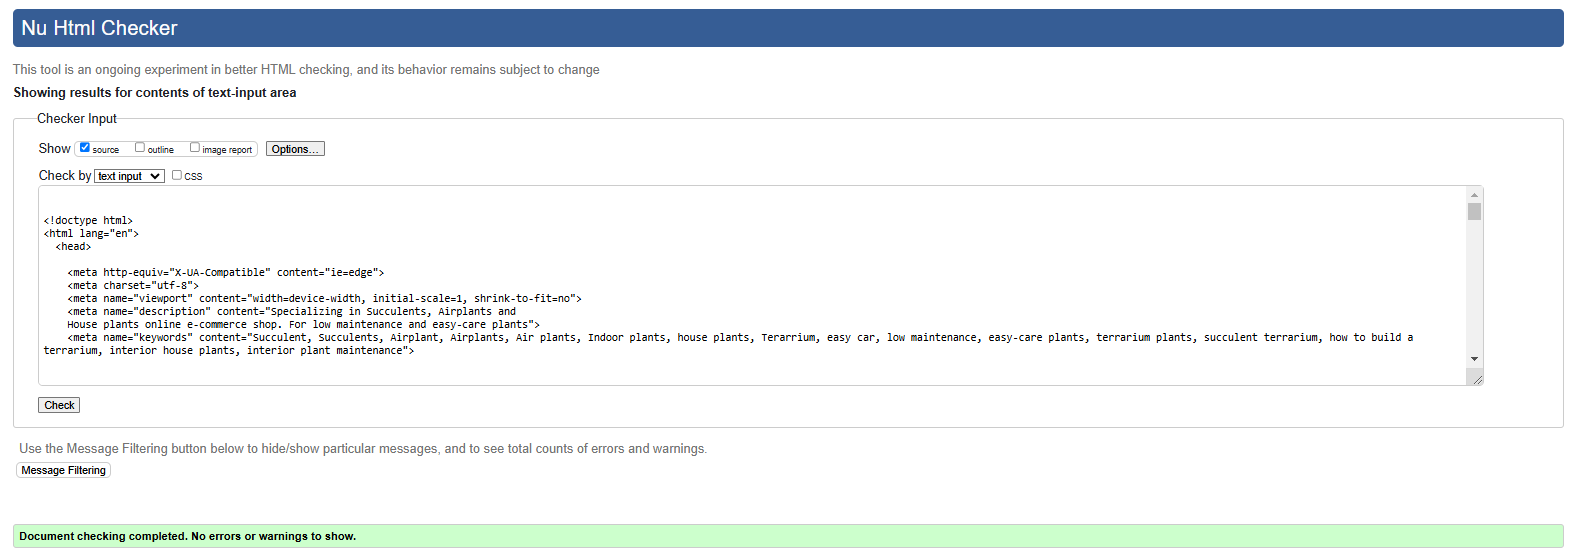 Nu Html Checker
This tool is an ongoing experiment in better HTML checking, and its behavior remains subject to change
Showing results for contents of text-input area
Checker Input
Show source outline image report Options...
Check by text input css
<!doctype html>
<html lang="en">
<head>
<meta http-equiv="X-UA-Compatible" content="ie=edge">
<meta charset="utf-8">
<meta name="viewport" content="width=device-width, initial-scale=1, shrink-to-fit=no">
<meta name="description" content="Specializing in Succulents, Airplants and
House plants online e-commerce shop. For low maintenance and easy-care plants">
<meta name="keywords" content="Succulent, Succulents, Airplant, Airplants, Air plants, Indoor plants, house plants, Terarrium, easy car, low maintenance, easy-care plants, terrarium plants, succulent terrarium, how to build a
terrarium, interior house plants, interior plant maintenance">
Check
Use the Message Filtering button below to hide/show particular messages, and to see total counts of errors and warnings.
Message Filtering
Document checking completed. No errors or warnings to show.